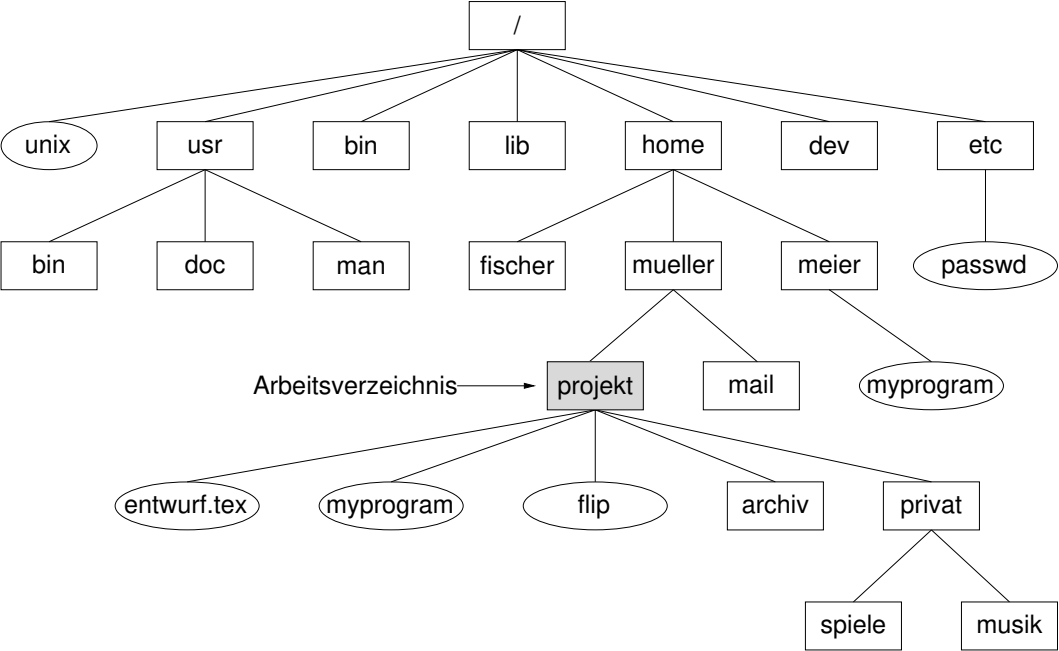 /
unix usr bin lib home dev etc
bin doc man fischer mueller meier passwd
Arbeitsverzeichnis projekt mail myprogram
entwurf.tex myprogram flip archiv privat
spiele musik